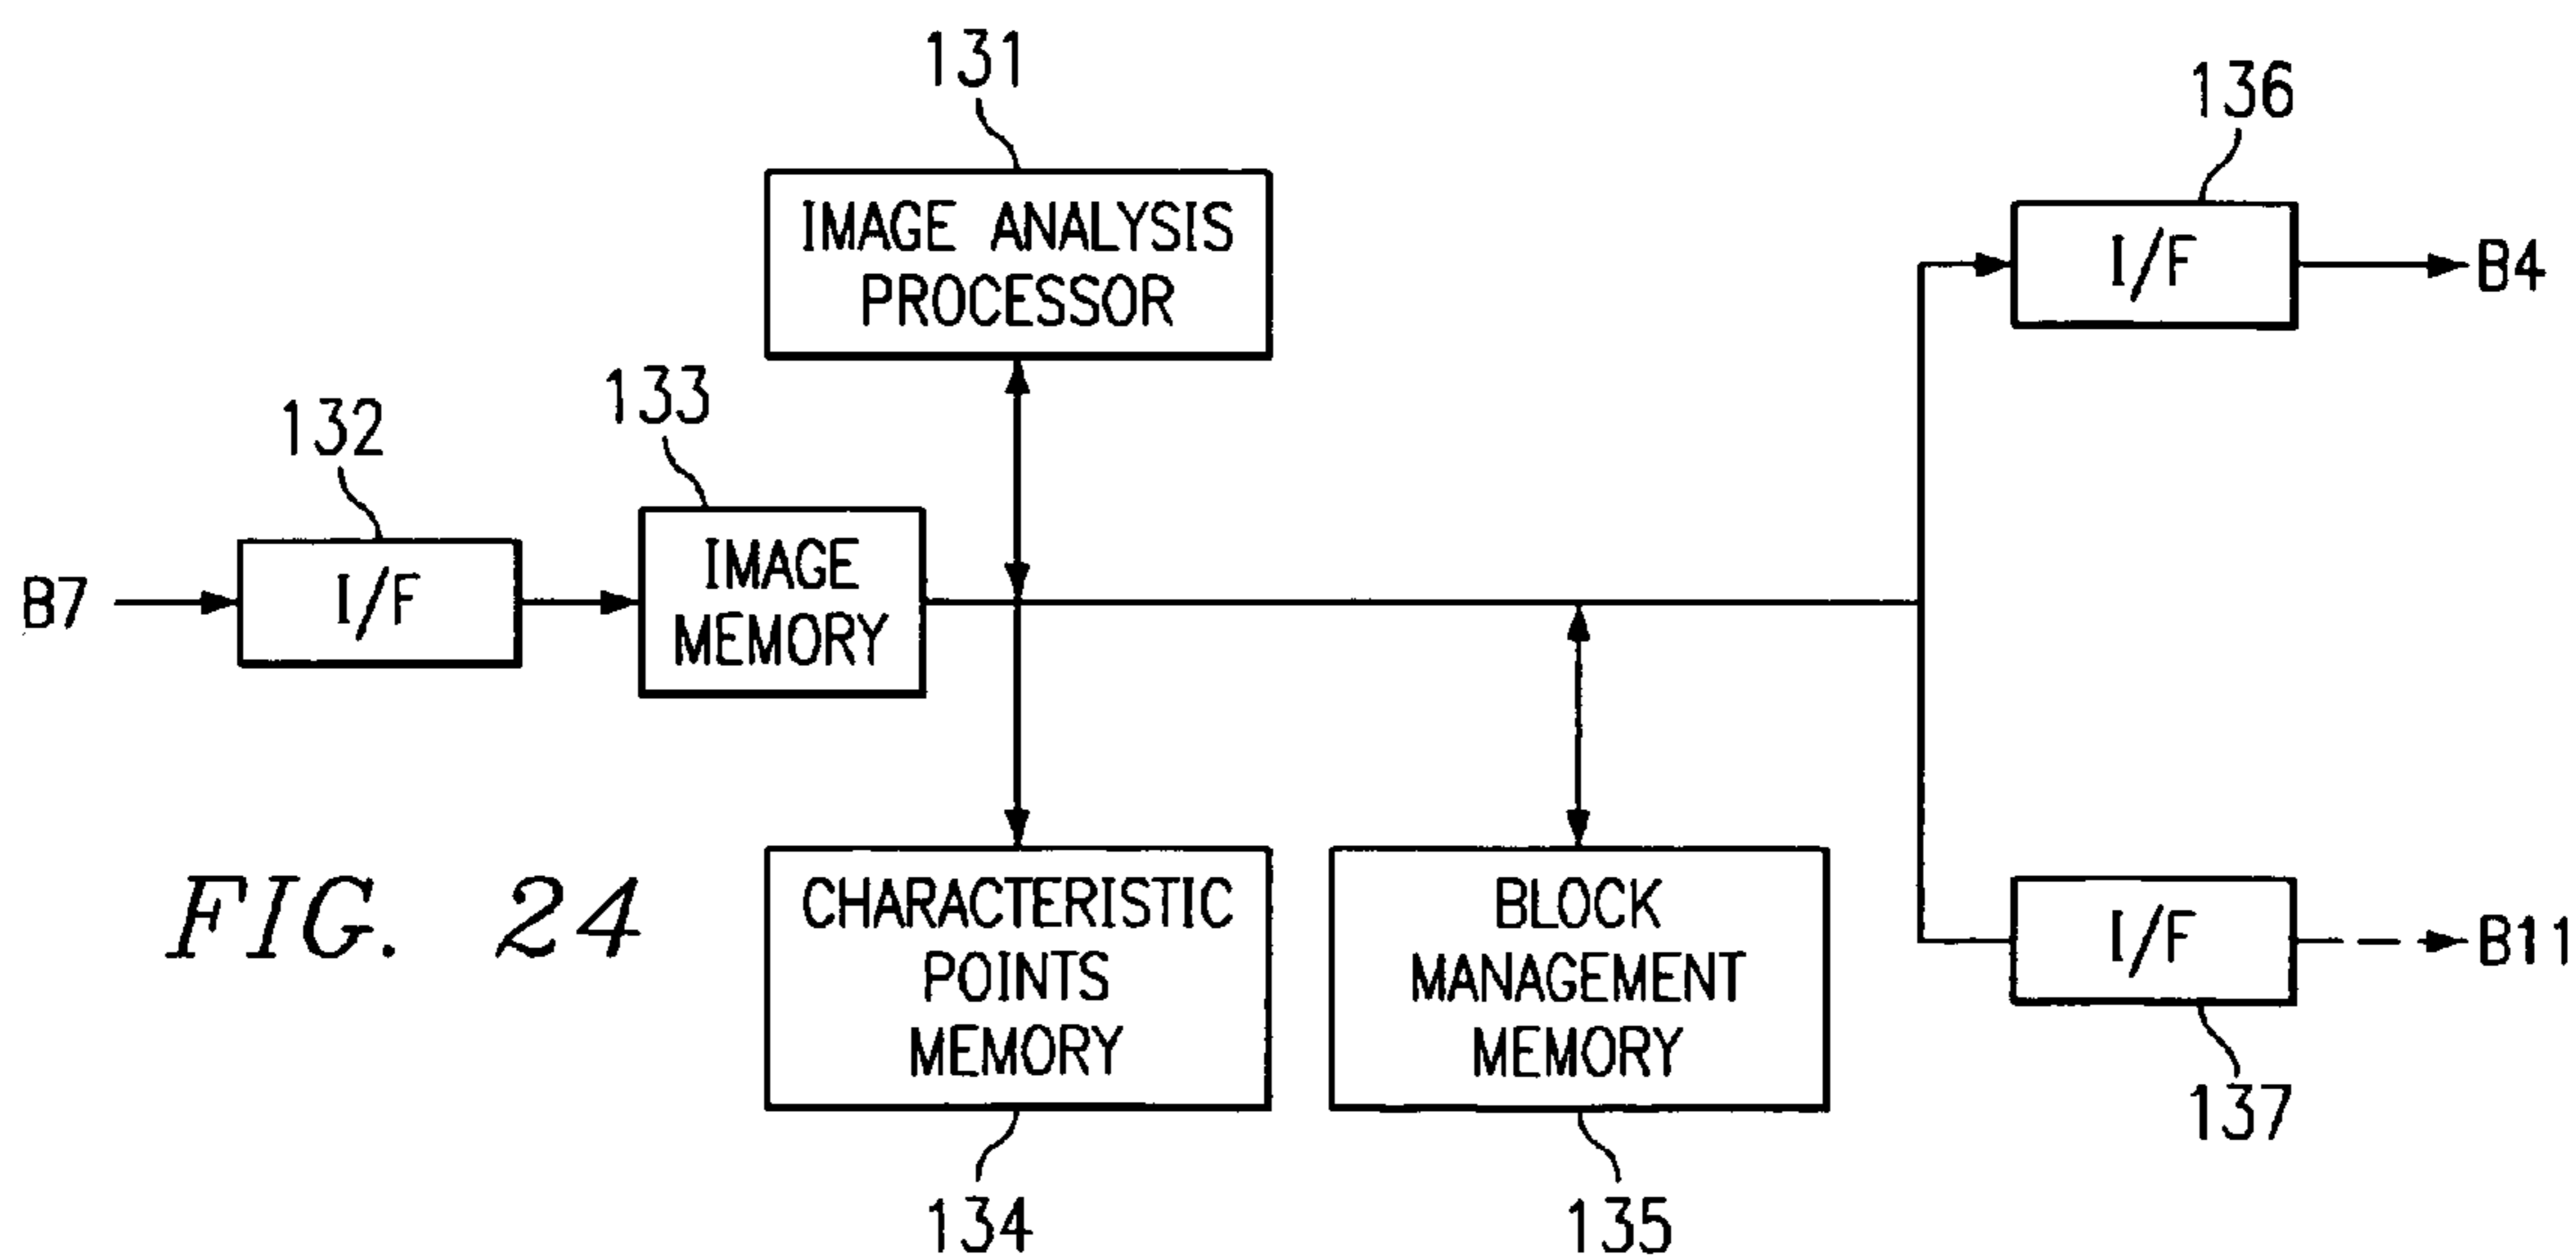 131
IMAGE ANALYSIS
PROCESSOR
136
I/F
B4
132
133
B7
I/F
IMAGE
MEMORY
FIG. 24
CHARACTERISTIC
POINTS
MEMORY
134
BLOCK
MANAGEMENT
MEMORY
135
I/F
B11
137